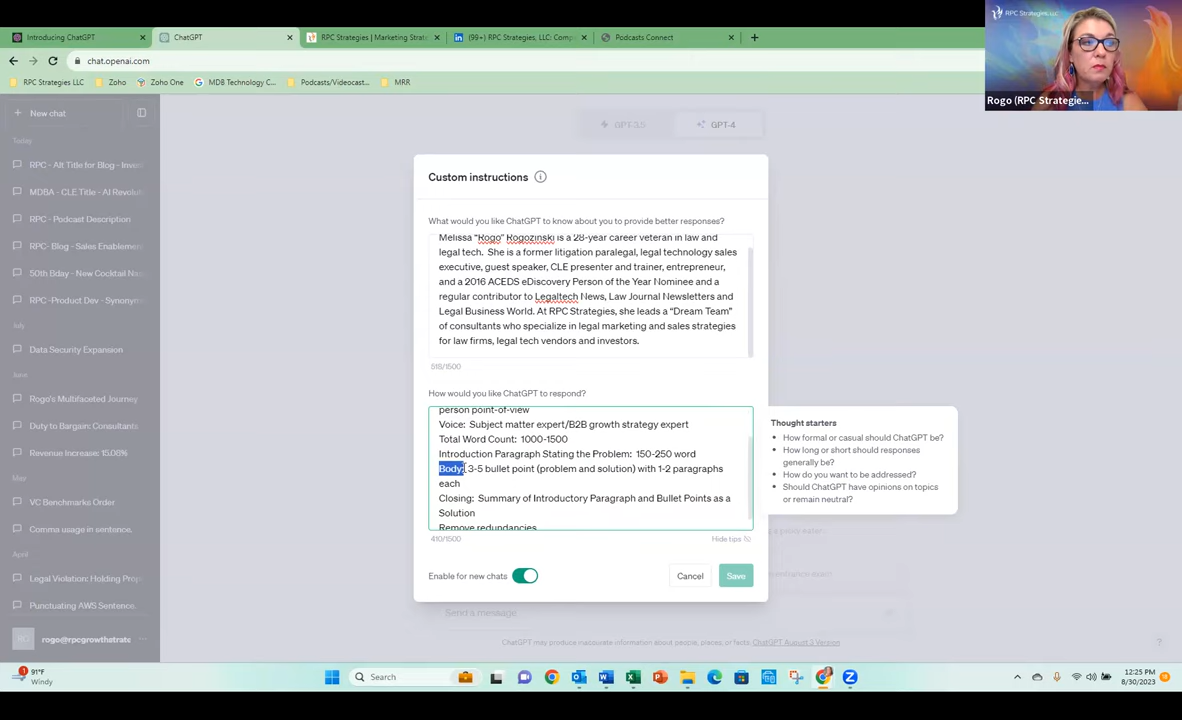 Introducing ChatGPT
ChatGPT
RPC Strategies | Marketing Strate
(99+) RPC Strategies, LLC: Comp
Podcasts Connect
chat.openai.com
RPC Strategies LLC
Zoho
Zoho One
MDB Technology C...
Podcasts/Videocast...
MRR
RPC Strategies, LLC
Rogo (RPC Strategie...
New chat
Today
RPC - Alt Title for Blog - Inve
MDBA - CLE Title - AI Revolut
RPC - Podcast Description
RPC- Blog - Sales Enablemen
50th Bday - New Cocktail Nam
RPC-Product Dev - Synonym
July
Data Security Expansion
June
Rogo's Multifaceted Journey
Duty to Bargain: Consultants
Revenue Increase: 15.08%
May
VC Benchmarks Order
Comma usage in sentence.
April
Legal Violation: Holding Prop
Punctuating AWS Sentence.
RO
rogo@rpcgrowthstrate ...
GPT-3.5
GPT-4
Custom instructions
What would you like ChatGPT to know about you to provide better responses?
Melissa “Rogo” Rogozinski is a 28-year career veteran in law and
legal tech. She is a former litigation paralegal, legal technology sales
executive, guest speaker, CLE presenter and trainer, entrepreneur,
and a 2016 ACEDS eDiscovery Person of the Year Nominee and a
regular contributor to Legaltech News, Law Journal Newsletters and
Legal Business World. At RPC Strategies, she leads a “Dream Team”
of consultants who specialize in legal marketing and sales strategies
for law firms, legal tech vendors and investors.
518/1500
How would you like ChatGPT to respond?
person point-of-view
Voice: Subject matter expert/B2B growth strategy expert
Total Word Count: 1000-1500
Introduction Paragraph Stating the Problem: 150-250 word
Body: 3-5 bullet point (problem and solution) with 1-2 paragraphs
each
Closing: Summary of Introductory Paragraph and Bullet Points as a
Solution
Remove redundancies
410/1500
Hide tips
Thought starters
• How formal or casual should ChatGPT be?
• How long or short should responses
generally be?
• How do you want to be addressed?
• Should ChatGPT have opinions on topics
or remain neutral?
Enable for new chats
Cancel
Save
Send a message
ChatGPT may produce inaccurate information about people, places, or facts. ChatGPT August 3 Version
?
91°F
Windy
Search
12:25 PM
8/30/2023